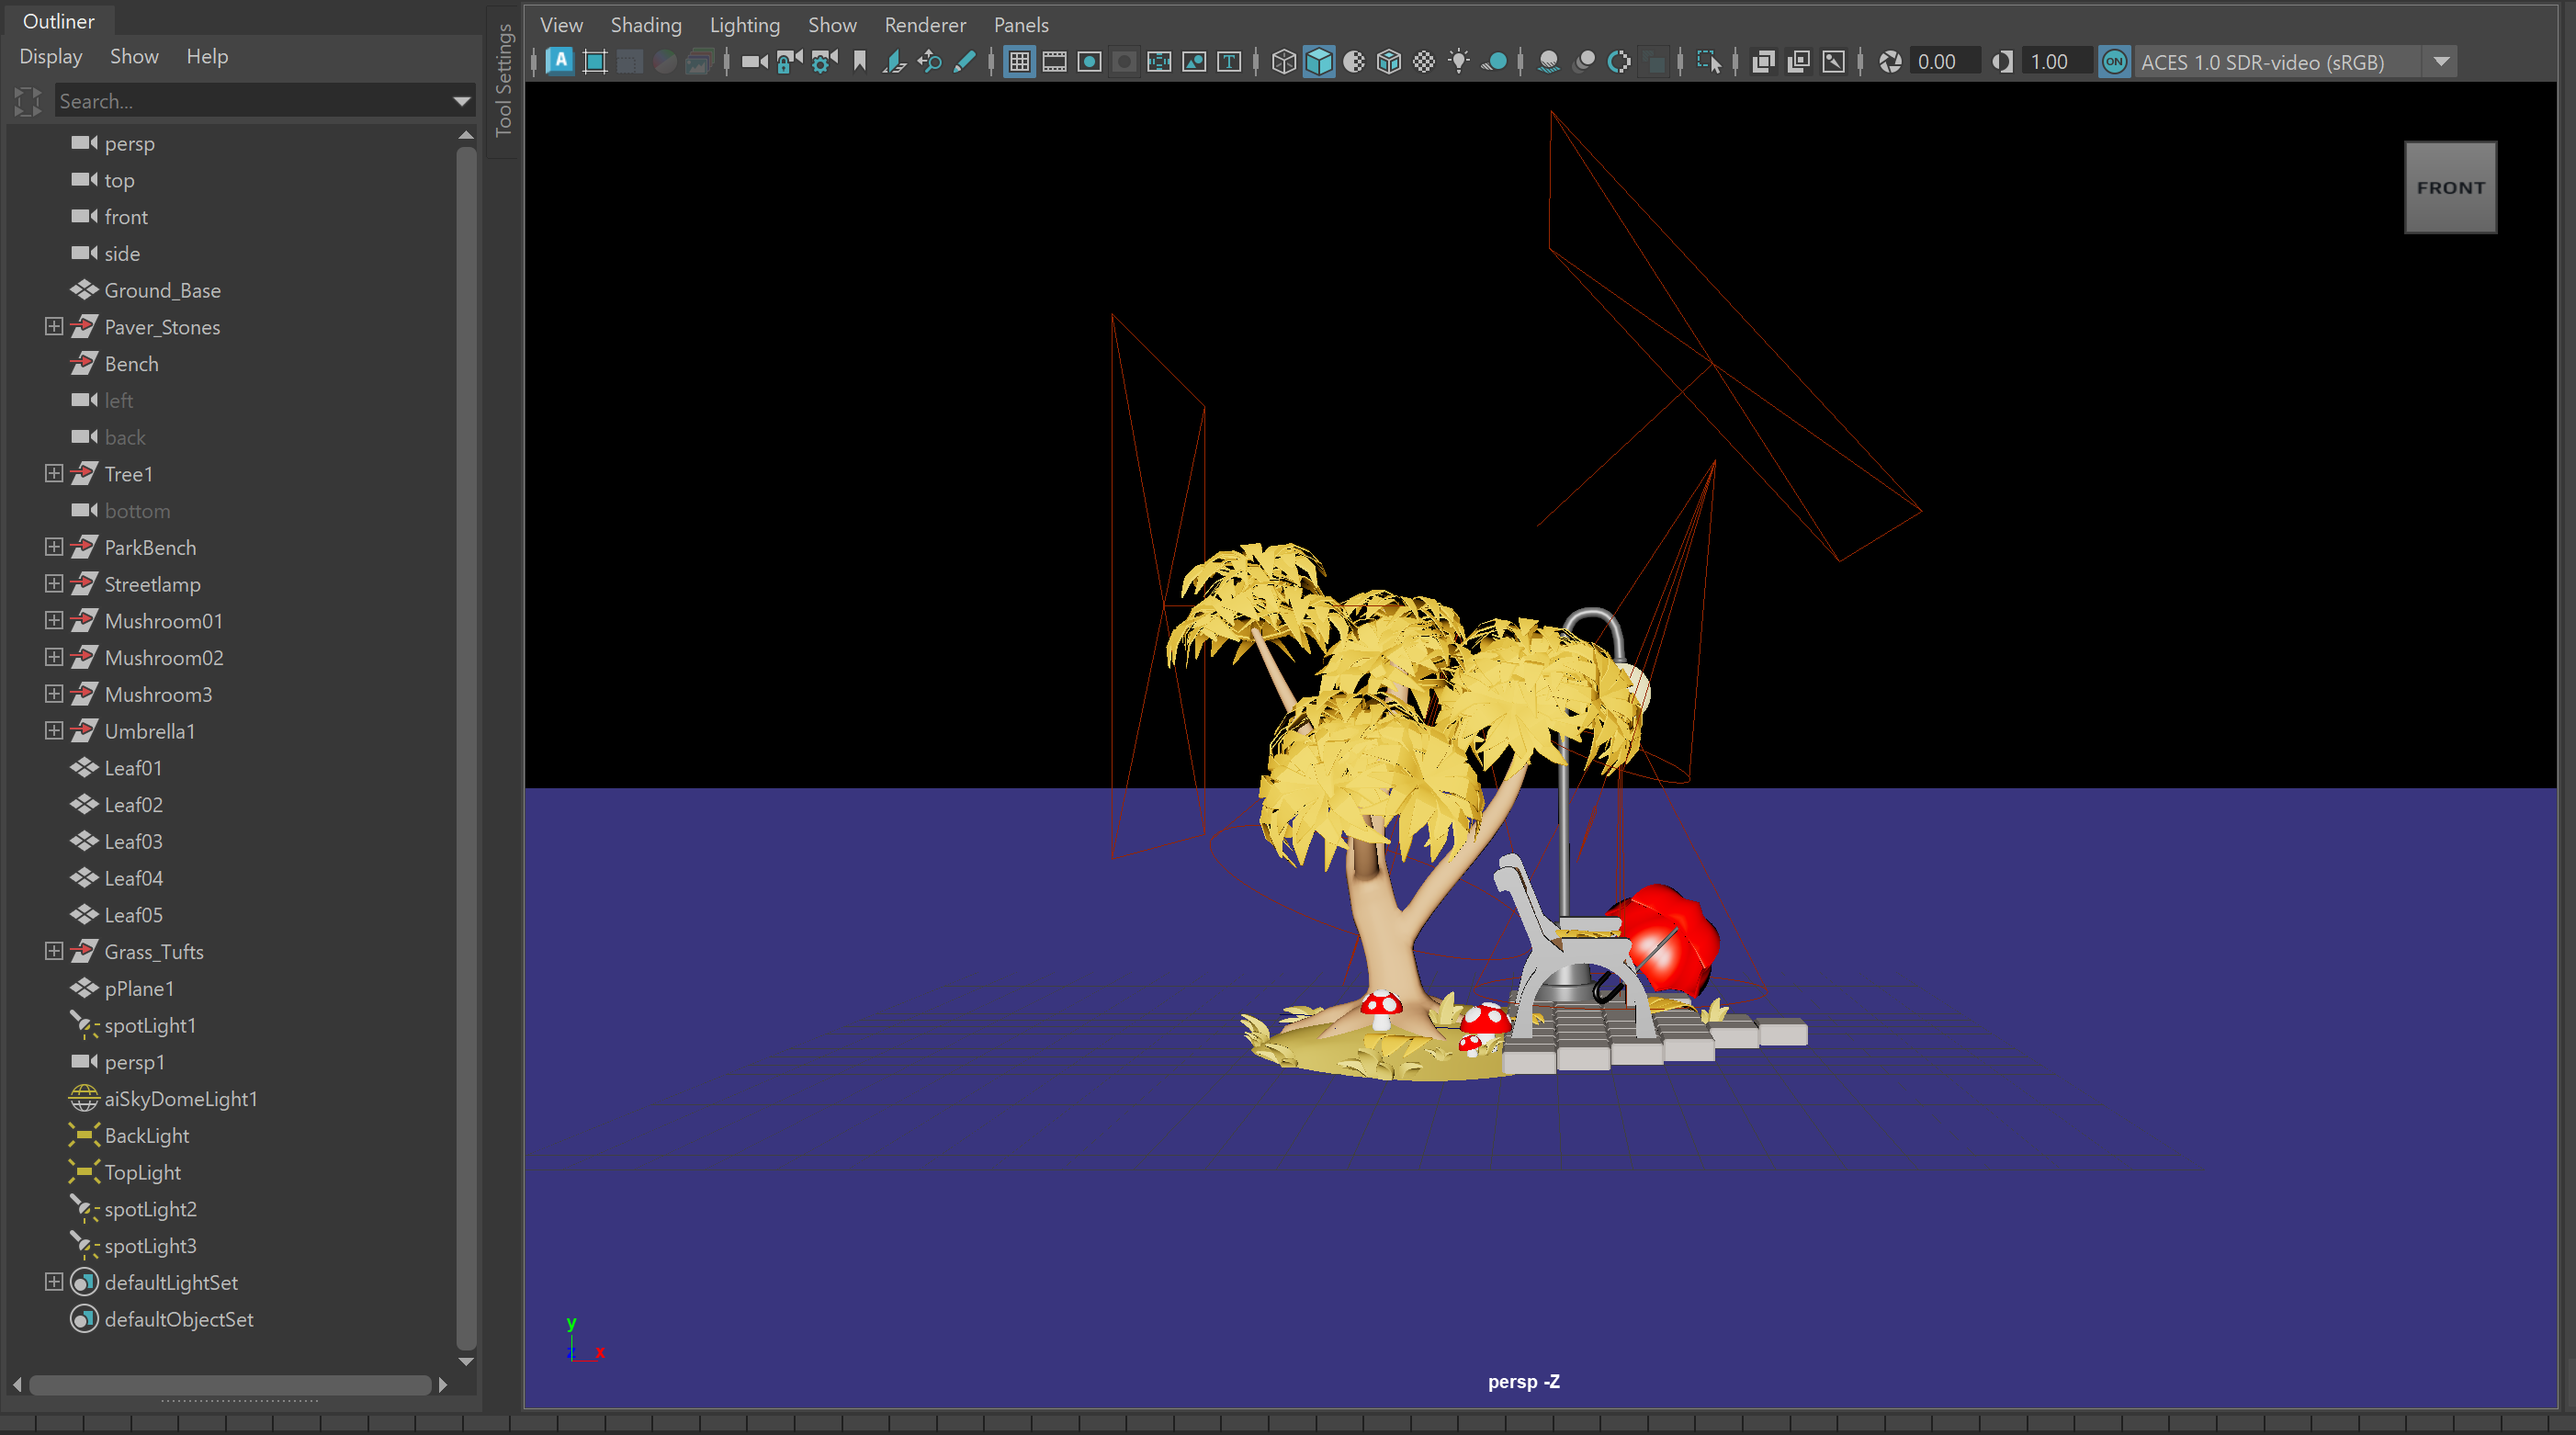 Outliner
Display Show Help
Search...
persp
top
front
side
Ground_Base
Paver_Stones
Bench
left
back
Tree1
bottom
ParkBench
Streetlamp
Mushroom01
Mushroom02
Mushroom3
Umbrella1
Leaf01
Leaf02
Leaf03
Leaf04
Leaf05
Grass_Tufts
pPlane1
spotLight1
persp1
aiSkyDomeLight1
BackLight
TopLight
spotLight2
spotLight3
defaultLightSet
defaultObjectSet
Tool Settings
View Shading Lighting Show Renderer Panels
A T 0.00 1.00 ON ACES 1.0 SDR-video (sRGB)
FRONT
y
z x
persp -Z